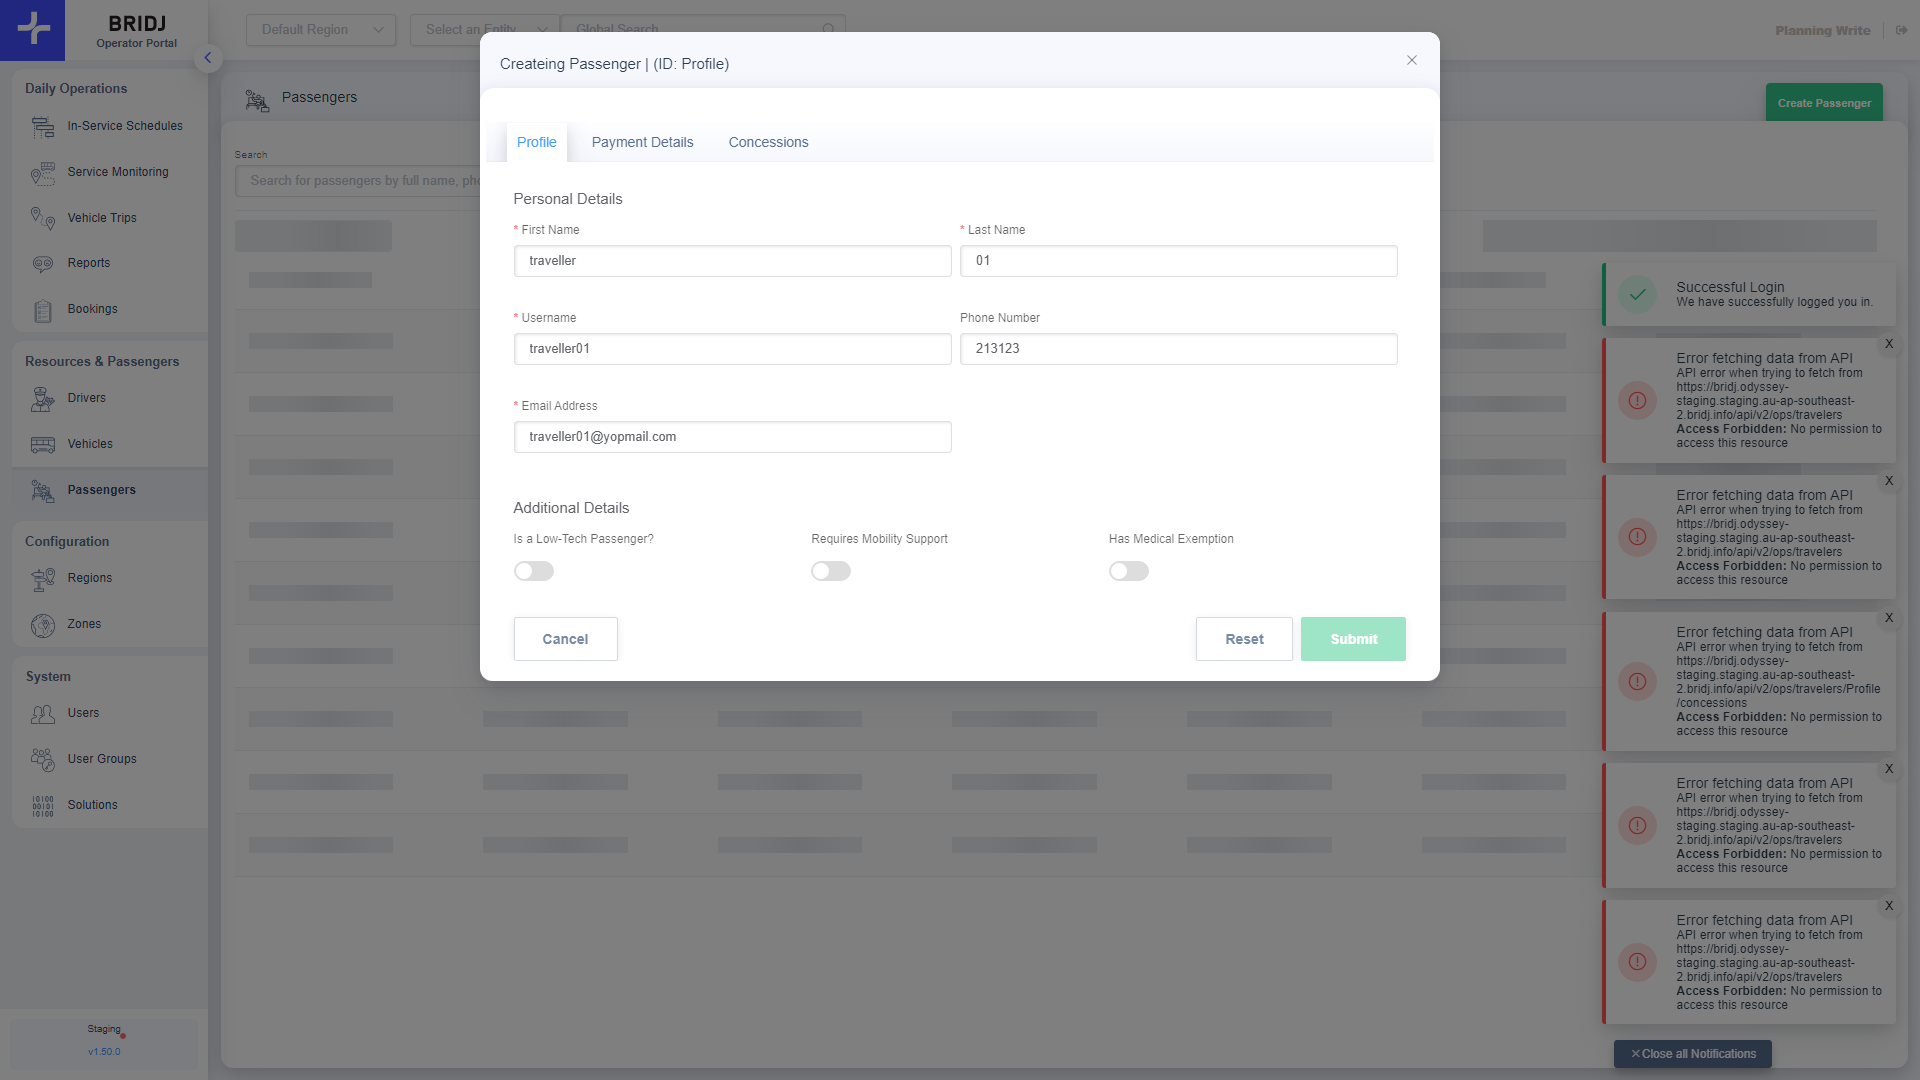 BRIDJ
Operator Portal
Default Region
Select an Entity
Global Search
Planning Write
Daily Operations
In-Service Schedules
Service Monitoring
Vehicle Trips
Reports
Bookings
Resources & Passengers
Drivers
Vehicles
Passengers
Configuration
Regions
Zones
System
Users
User Groups
Solutions
Staging
v1.50.0
Passengers
Create Passenger
Search
Search for passengers by full name, pho
Createing Passenger | (ID: Profile)
Profile
Payment Details
Concessions
Personal Details
* First Name
traveller
* Last Name
01
* Username
traveller01
Phone Number
213123
* Email Address
traveller01@yopmail.com
Additional Details
Is a Low-Tech Passenger?
Requires Mobility Support
Has Medical Exemption
Cancel
Reset
Submit
Successful Login
We have successfully logged you in.
X
Error fetching data from API
API error when trying to fetch from
https://bridj.odyssey-
staging.staging.au-ap-southeast-
2.bridj.info/api/v2/ops/travelers
Access Forbidden: No permission to
access this resource
X
Error fetching data from API
API error when trying to fetch from
https://bridj.odyssey-
staging.staging.au-ap-southeast-
2.bridj.info/api/v2/ops/travelers
Access Forbidden: No permission to
access this resource
X
Error fetching data from API
API error when trying to fetch from
https://bridj.odyssey-
staging.staging.au-ap-southeast-
2.bridj.info/api/v2/ops/travelers/Profile
/concessions
Access Forbidden: No permission to
access this resource
X
Error fetching data from API
API error when trying to fetch from
https://bridj.odyssey-
staging.staging.au-ap-southeast-
2.bridj.info/api/v2/ops/travelers
Access Forbidden: No permission to
access this resource
X
Error fetching data from API
API error when trying to fetch from
https://bridj.odyssey-
staging.staging.au-ap-southeast-
2.bridj.info/api/v2/ops/travelers
Access Forbidden: No permission to
access this resource
Close all Notifications